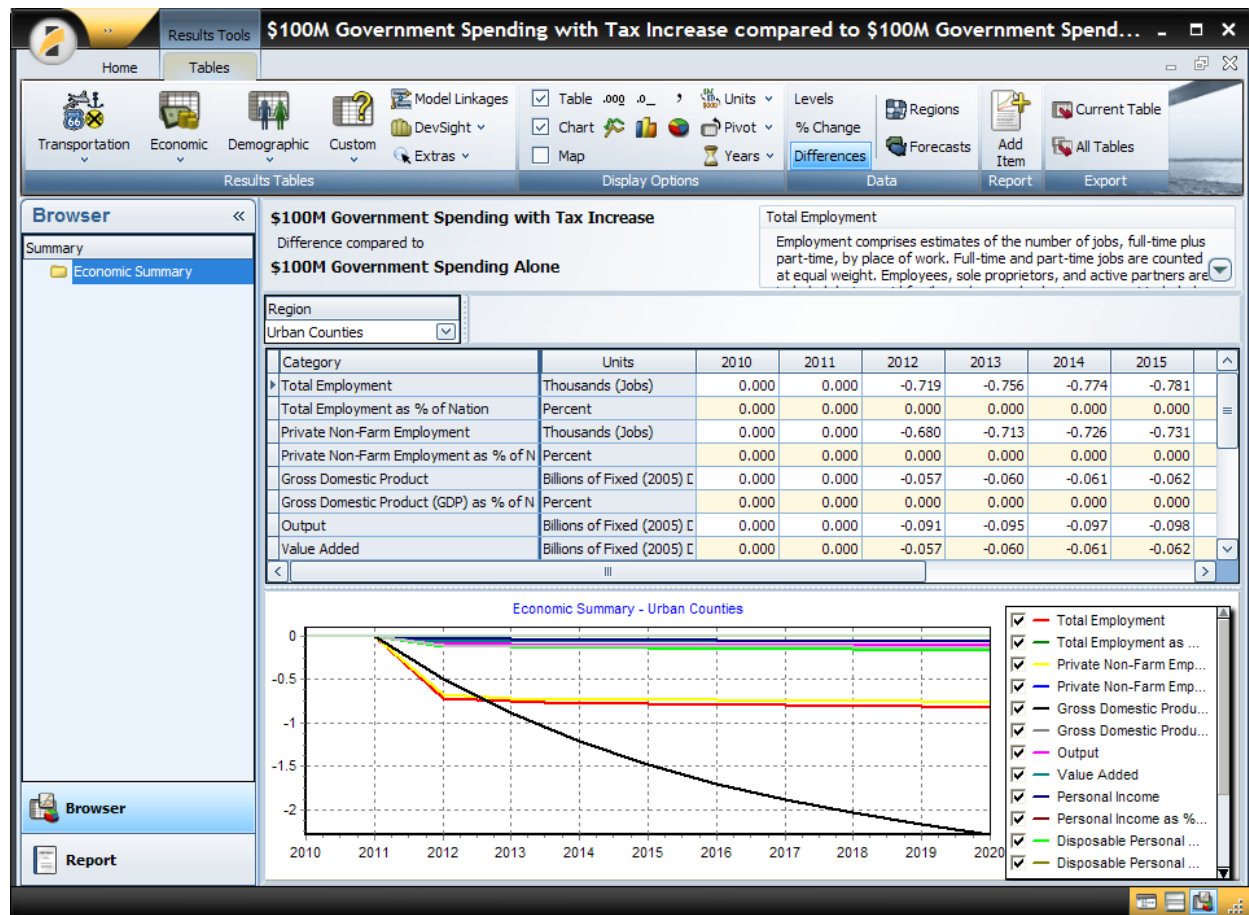 Results Tools
$100M Government Spending with Tax Increase compared to $100M Government Spend...
Home Tables
Transportation
Economic
Demographic
Custom
Model Linkages
DevSight
Extras
Results Tables
Table .000 .0_ ,
Chart
Map
Units
Pivot
Years
Display Options
Levels
% Change
Differences
Regions
Forecasts
Data
Add
Item
Report
Current Table
All Tables
Export
Browser «
Summary
Economic Summary
Browser
Report
$100M Government Spending with Tax Increase
Difference compared to
$100M Government Spending Alone
Total Employment
Employment comprises estimates of the number of jobs, full-time plus
part-time, by place of work. Full-time and part-time jobs are counted
at equal weight. Employees, sole proprietors, and active partners are
Region
Urban Counties
Category Units 2010 2011 2012 2013 2014 2015
Total Employment Thousands (Jobs) 0.000 0.000 -0.719 -0.756 -0.774 -0.781
Total Employment as % of Nation Percent 0.000 0.000 0.000 0.000 0.000 0.000
Private Non-Farm Employment Thousands (Jobs) 0.000 0.000 -0.680 -0.713 -0.726 -0.731
Private Non-Farm Employment as % of N Percent 0.000 0.000 0.000 0.000 0.000 0.000
Gross Domestic Product Billions of Fixed (2005) D 0.000 0.000 -0.057 -0.060 -0.061 -0.062
Gross Domestic Product (GDP) as % of N Percent 0.000 0.000 0.000 0.000 0.000 0.000
Output Billions of Fixed (2005) D 0.000 0.000 -0.091 -0.095 -0.097 -0.098
Value Added Billions of Fixed (2005) D 0.000 0.000 -0.057 -0.060 -0.061 -0.062
Economic Summary - Urban Counties
0
-0.5
-1
-1.5
-2
2010 2011 2012 2013 2014 2015 2016 2017 2018 2019 2020
Total Employment
Total Employment as ...
Private Non-Farm Emp...
Private Non-Farm Emp...
Gross Domestic Produ...
Gross Domestic Produ...
Output
Value Added
Personal Income
Personal Income as %...
Disposable Personal ...
Disposable Personal ...